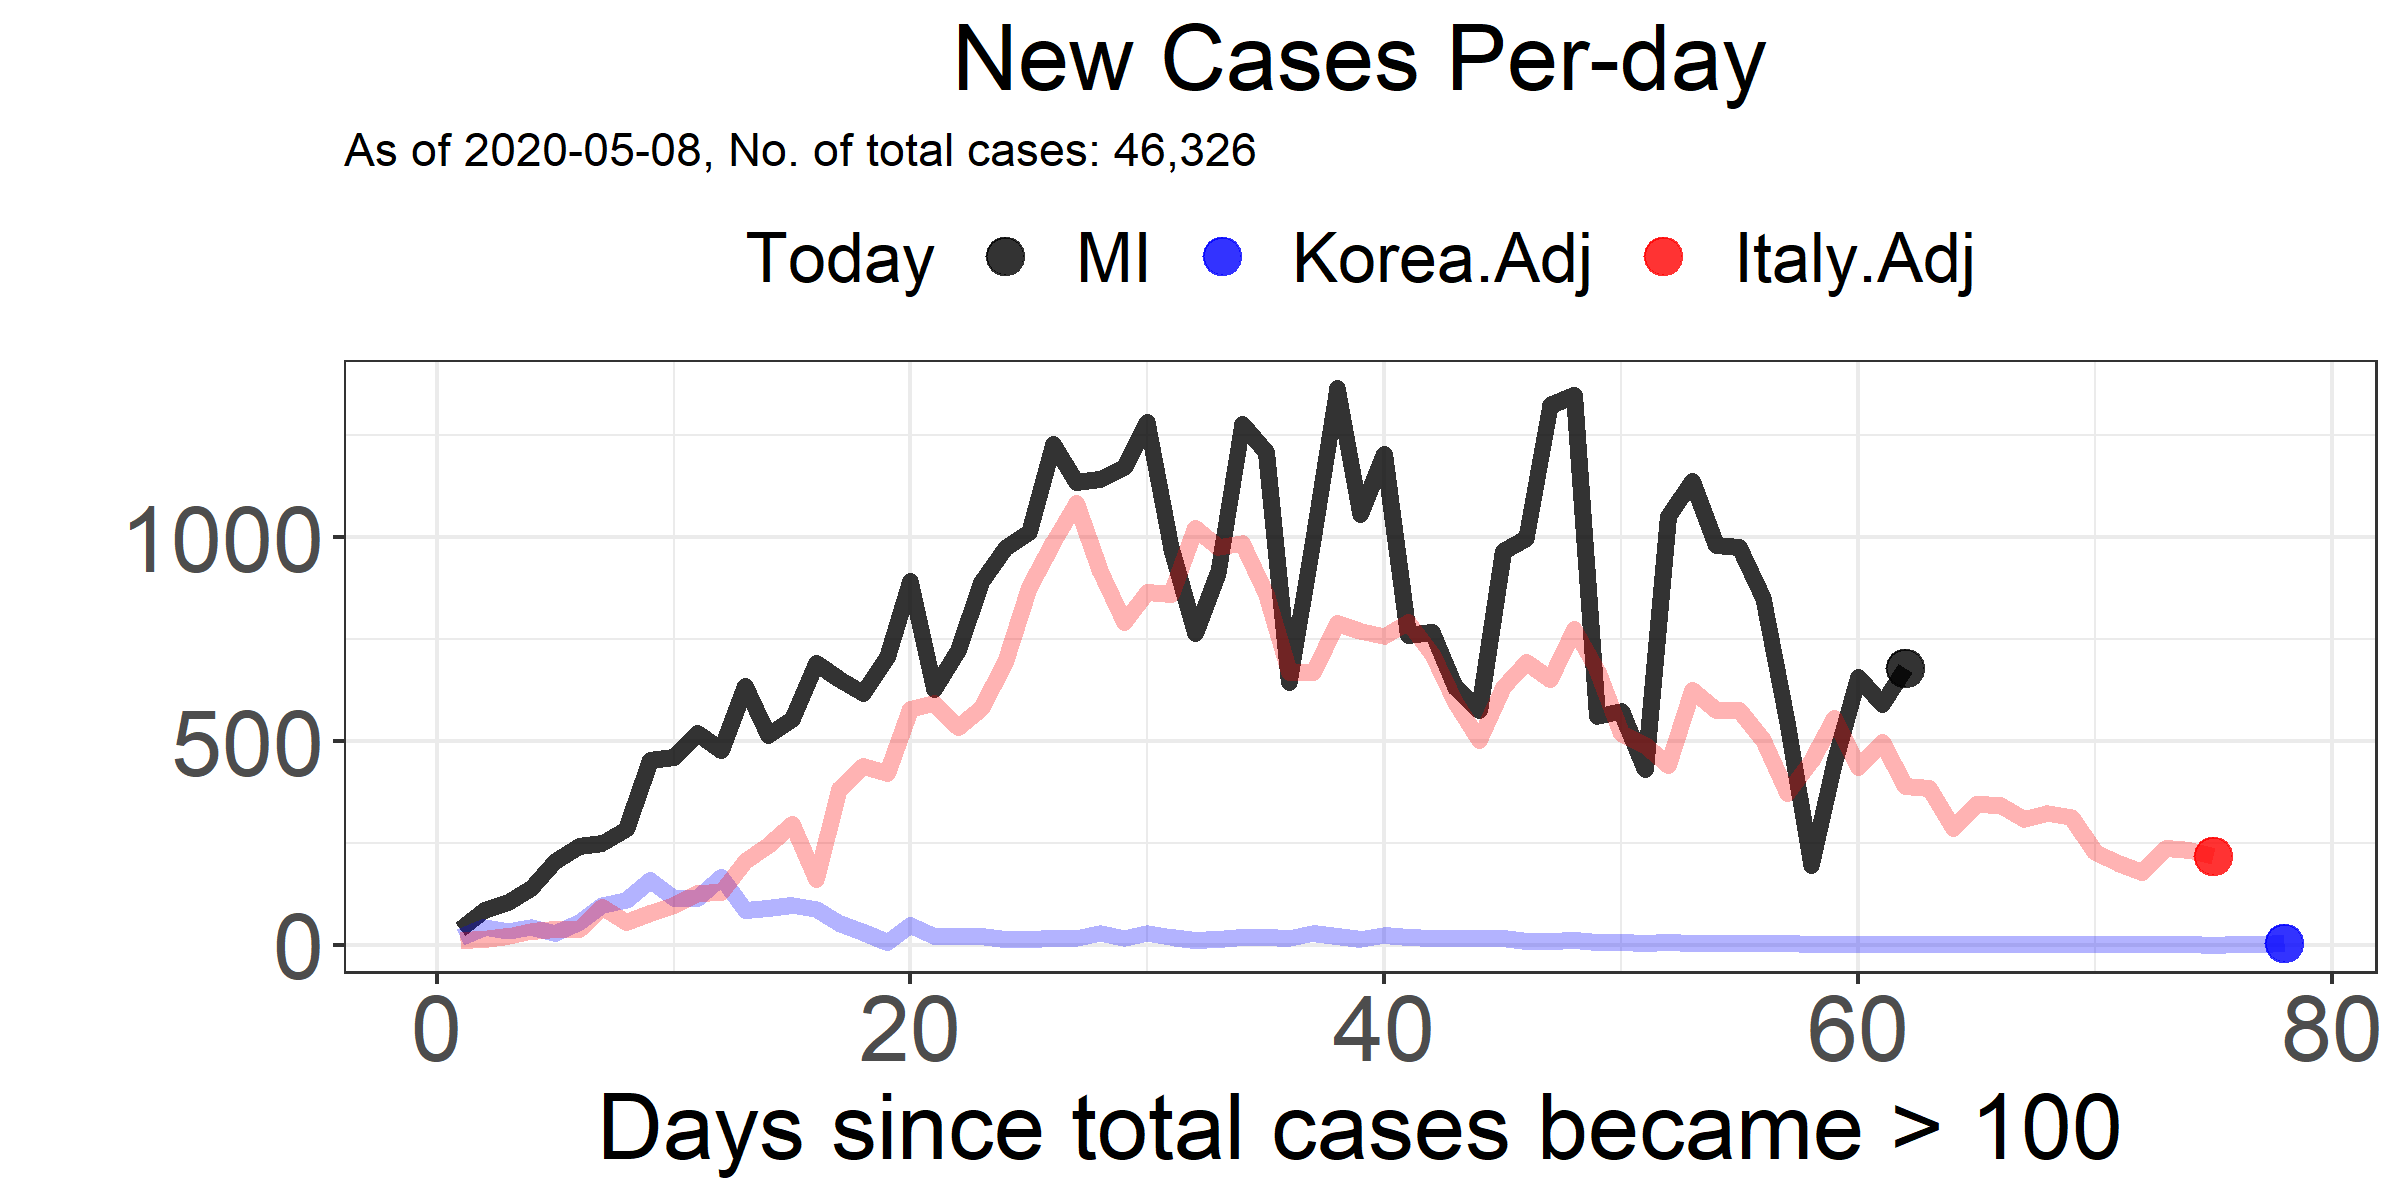 New Cases Per-day
As of 2020-05-08, No. of total cases: 46,326
Today MI Korea.Adj Italy.Adj
1000
500
0
0 20 40 60 80
Days since total cases became > 100